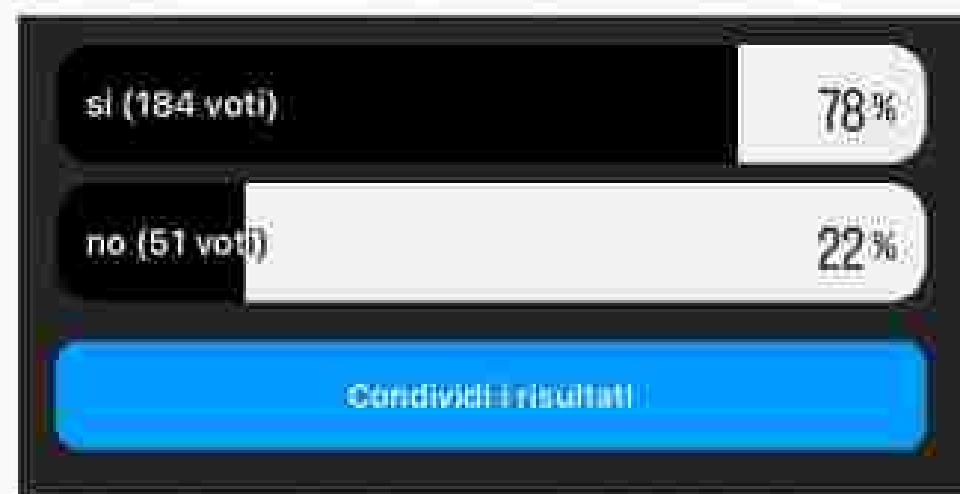 si (184 voti)
78%
no (51 voti)
22%
Condividi i risultati